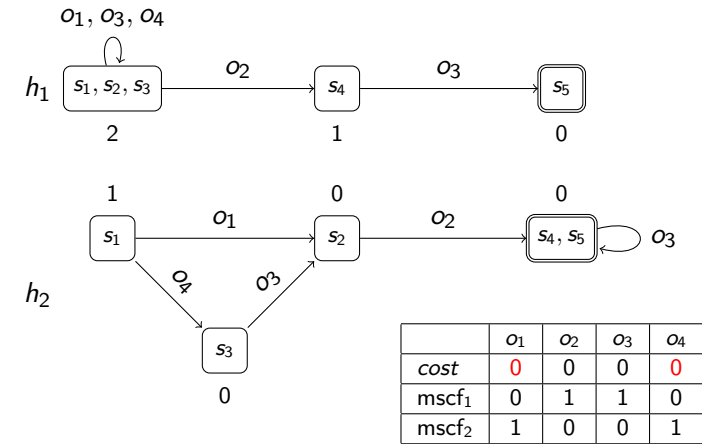 o₁, o₃, o₄
h₁ s₁, s₂, s₃ o₂ s₄ o₃ s₅
2 1 0
1 0 0
s₁ o₁ s₂ o₂ s₄, s₅ o₃
o₄ o₃
h₂
s₃
0
o₁ o₂ o₃ o₄
cost 0 0 0 0
mscf₁ 0 1 1 0
mscf₂ 1 0 0 1